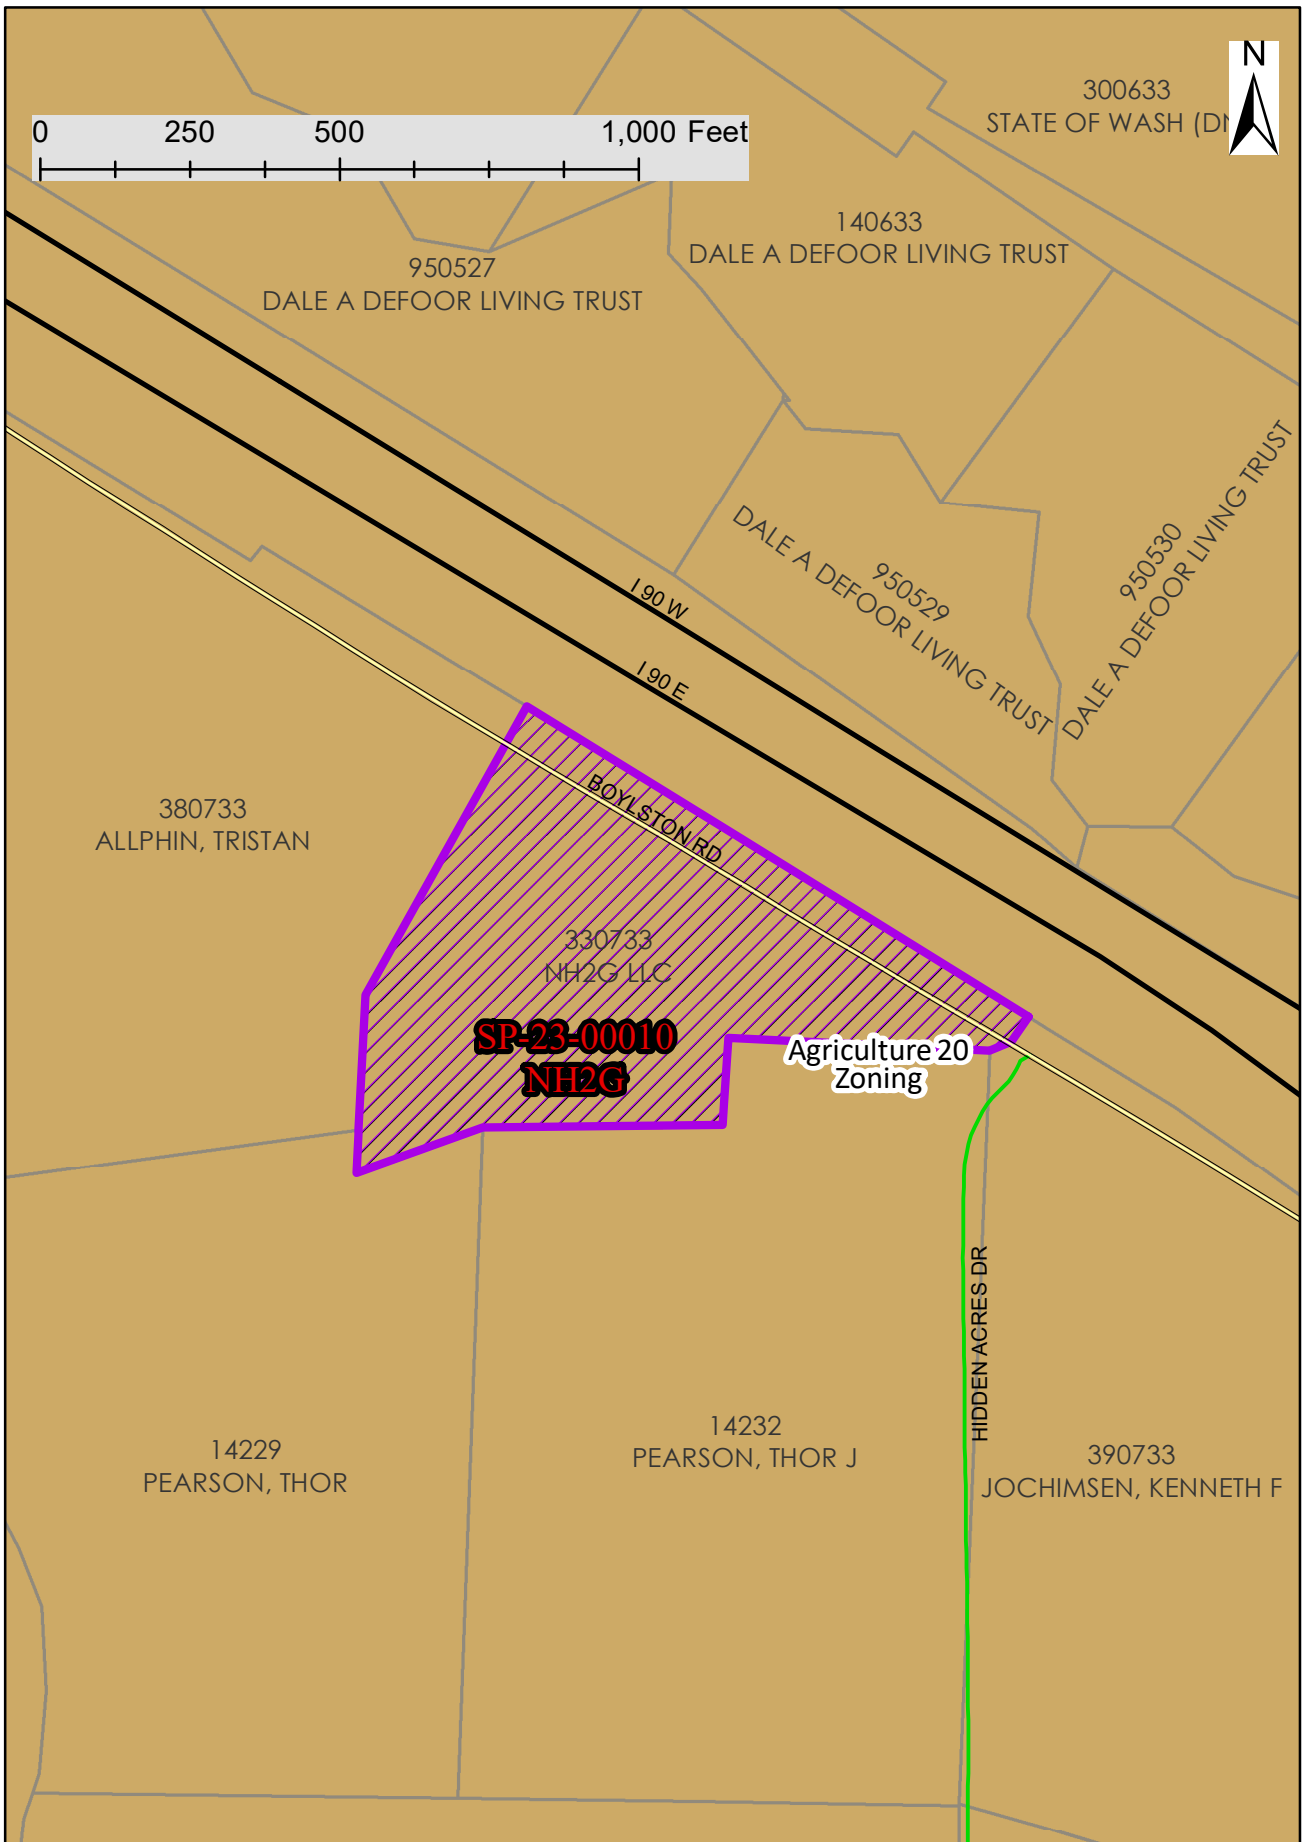 N
300633
STATE OF WASH (DN
0 250 500 1,000 Feet
140633
DALE A DEFOOR LIVING TRUST
950527
DALE A DEFOOR LIVING TRUST
950529
DALE A DEFOOR LIVING TRUST
950530
DALE A DEFOOR LIVING TRUST
I 90 W
I 90 E
BOYLSTON RD
380733
ALLPHIN, TRISTAN
330733
NH2G LLC
SP-23-00010
NH2G
Agriculture 20
Zoning
HIDDEN ACRES DR
14229
PEARSON, THOR
14232
PEARSON, THOR J
390733
JOCHIMSEN, KENNETH F